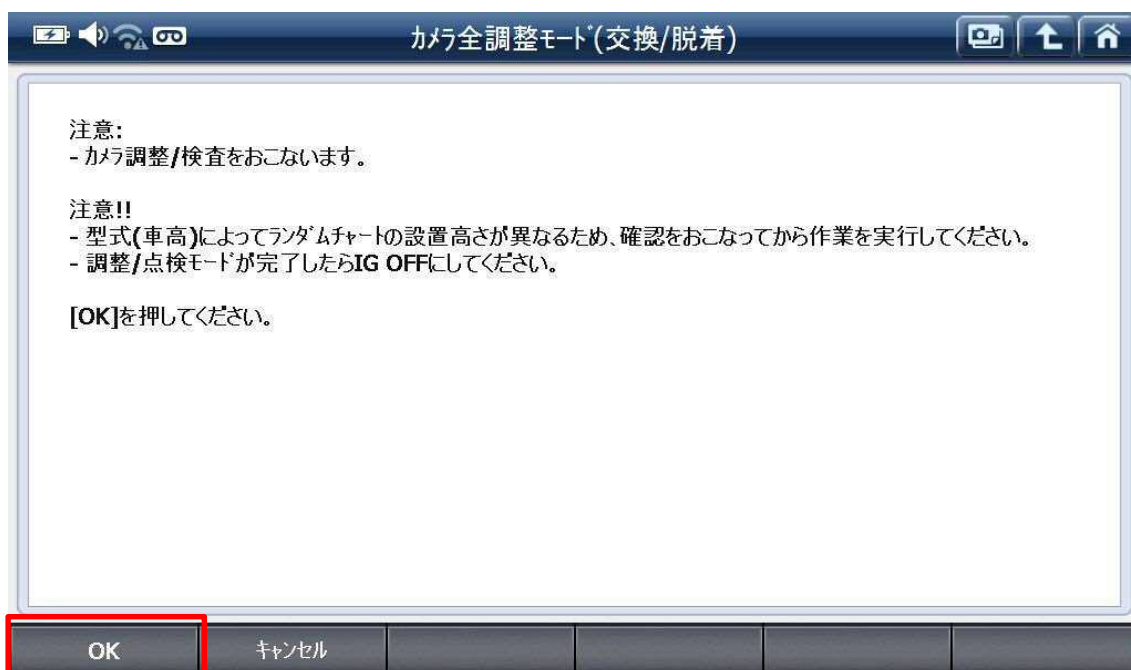 カメラ全調整モード(交換/脱着)
注意:
- カメラ調整/検査をおこないます。
注意!!
- 型式(車高)によってランダムチャートの設置高さが異なるため、確認をおこなってから作業を実行してください。
- 調整/点検モードが完了したらIG OFFにしてください。
[OK]を押してください。
OK
キャンセル